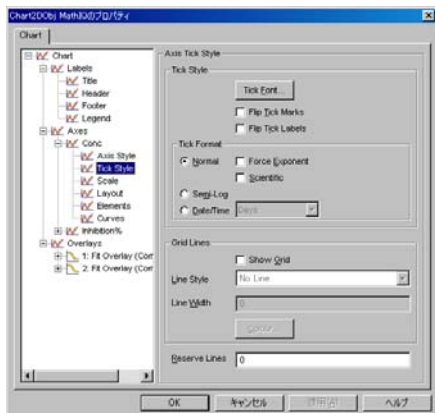 Chart2DObj MathIQのプロパティ
Chart
Chart
Labels
Title
Header
Footer
Legend
Axes
Conc
Axis Style
Tick Style
Scale
Layout
Elements
Curves
Inhibition%
Overlays
1: Fit Overlay (Con
2: Fit Overlay (Con
Axis Tick Style
Tick Style
Tick Font...
Flip Tick Marks
Flip Tick Labels
Tick Format
Normal
Force Exponent
Scientific
Semi-Log
Date/Time
Days
Grid Lines
Show Grid
Line Style
No Line
Line Width
0
Colour...
Reserve Lines
0
OK
キャンセル
ヘルプ